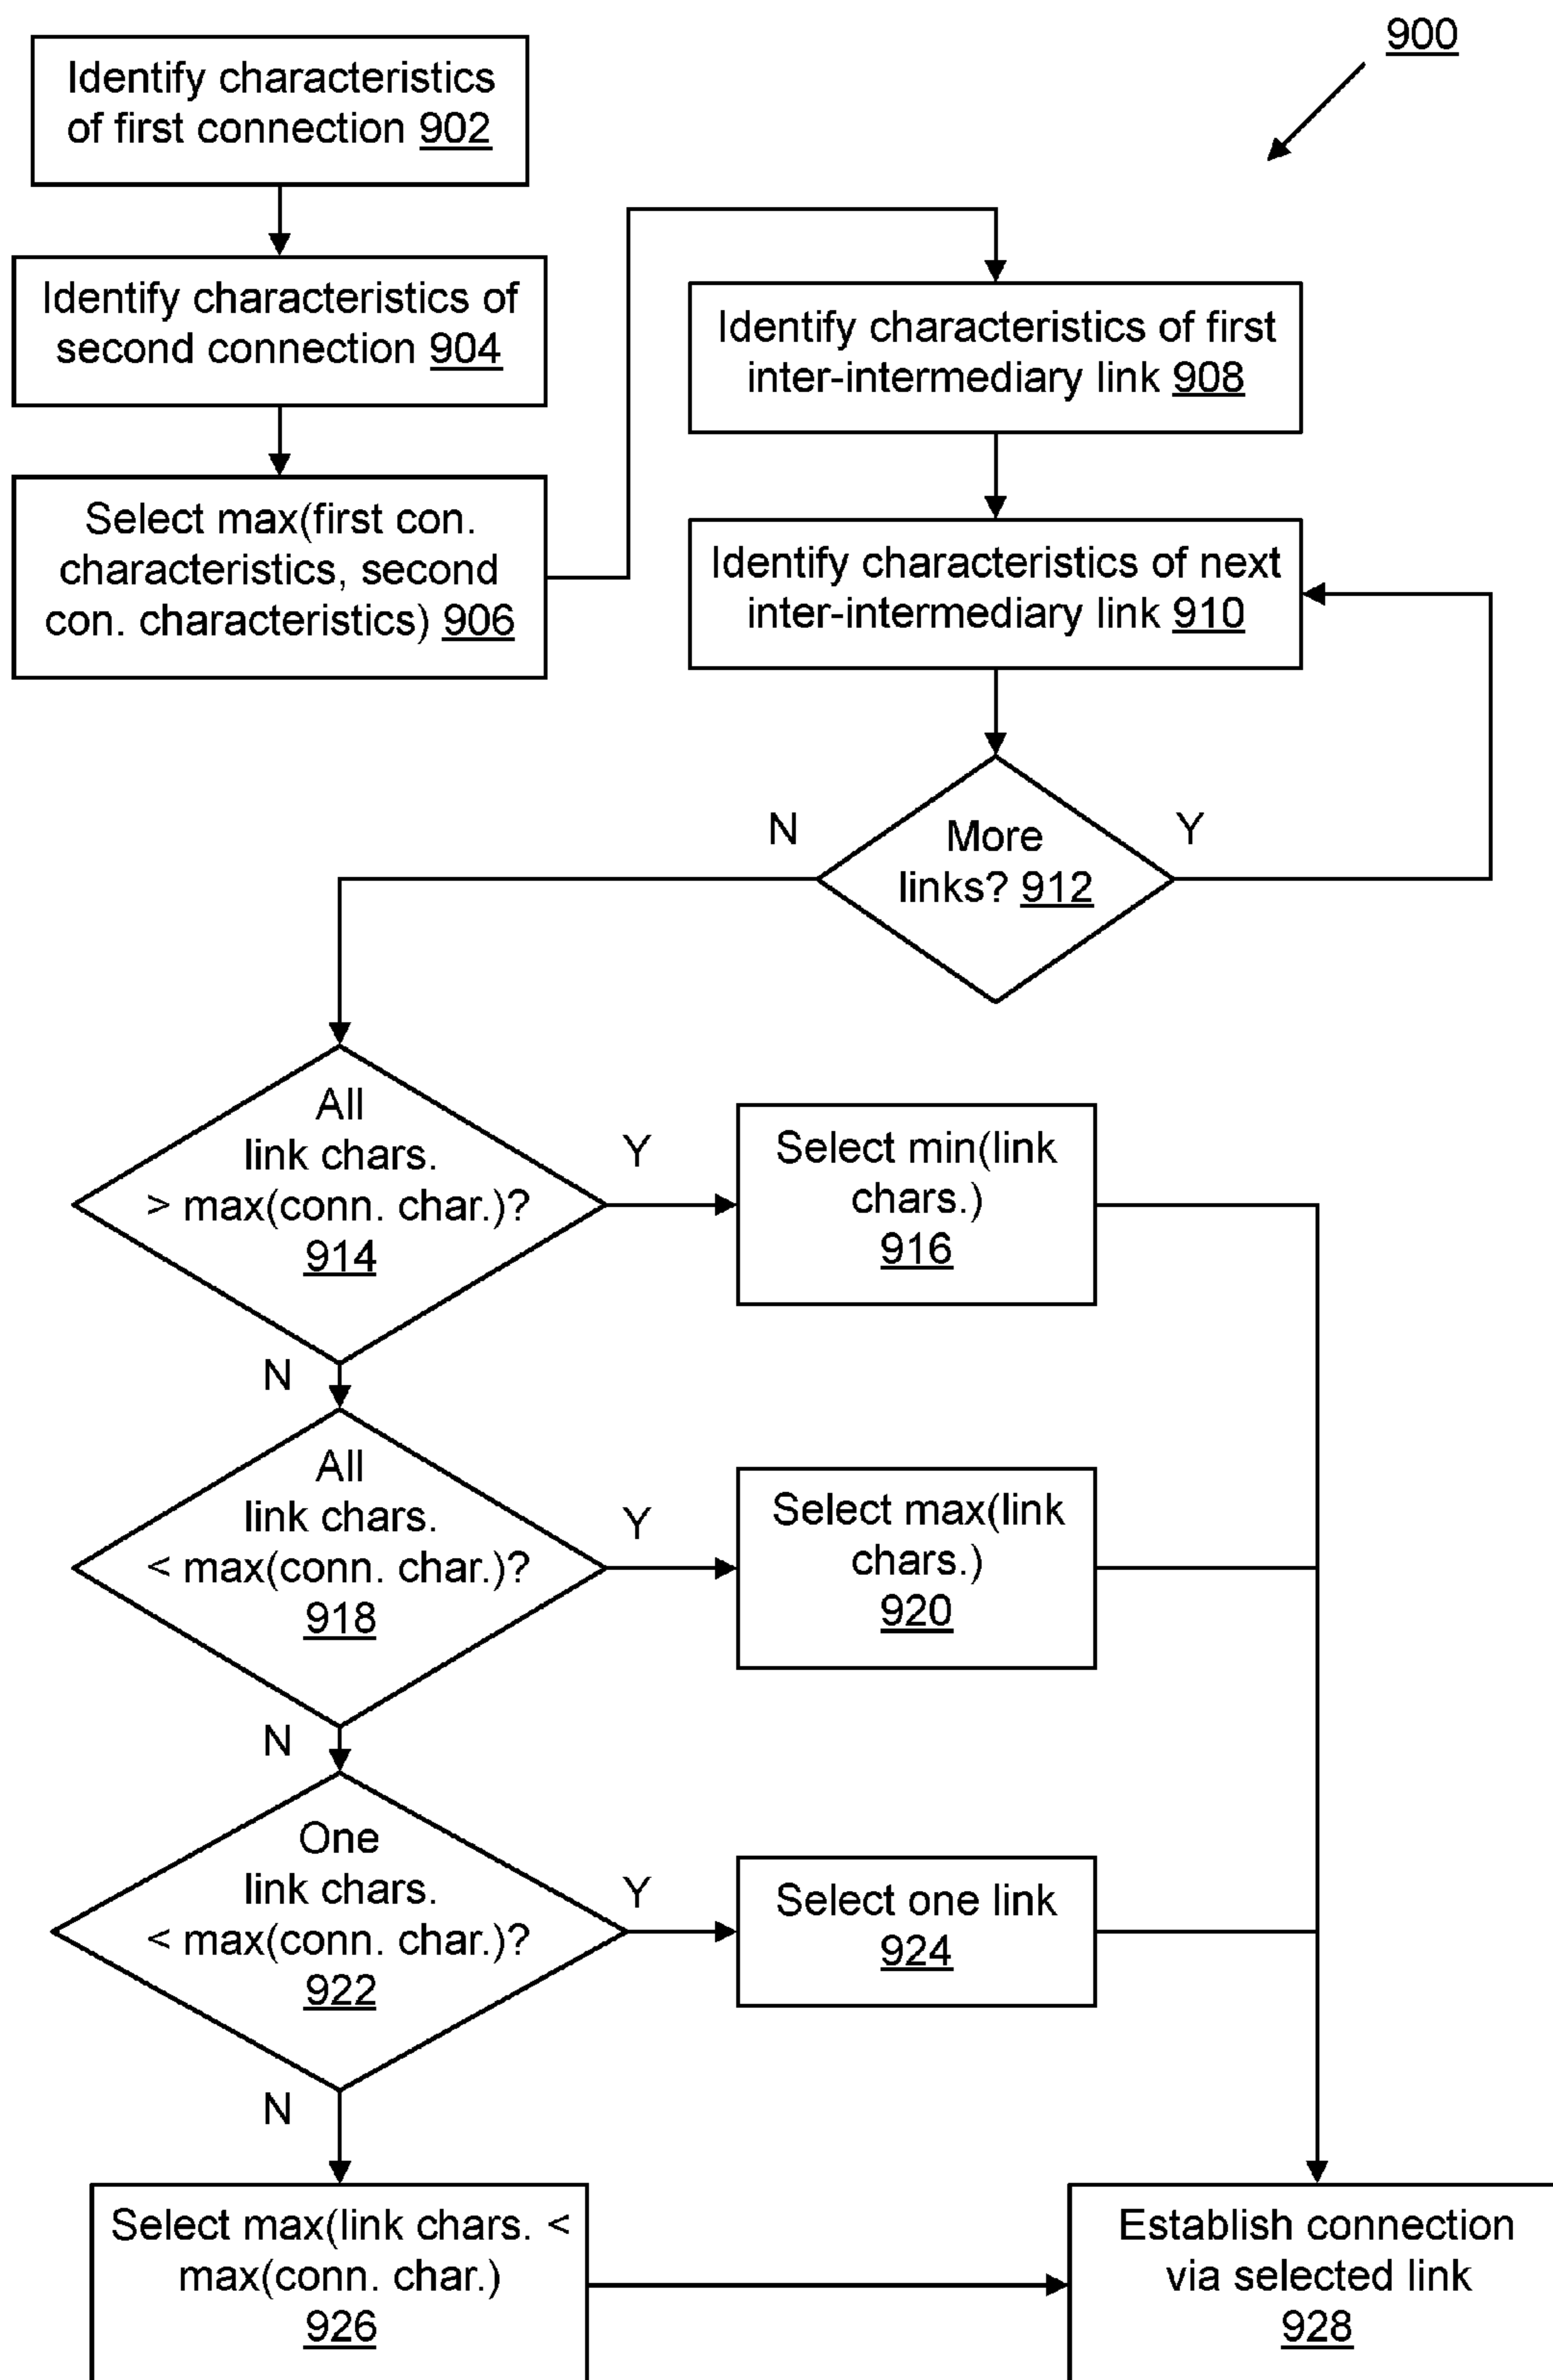 900
Identify characteristics
of first connection 902
Identify characteristics of
second connection 904
Select max(first con.
characteristics, second
con. characteristics) 906
Identify characteristics of first
inter-intermediary link 908
Identify characteristics of next
inter-intermediary link 910
More
links? 912
N
Y
All
link chars.
> max(conn. char.)?
914
Y
N
Select min(link
chars.)
916
All
link chars.
< max(conn. char.)?
918
Y
N
Select max(link
chars.)
920
One
link chars.
< max(conn. char.)?
922
Y
N
Select one link
924
Select max(link chars. <
max(conn. char.)
926
Establish connection
via selected link
928